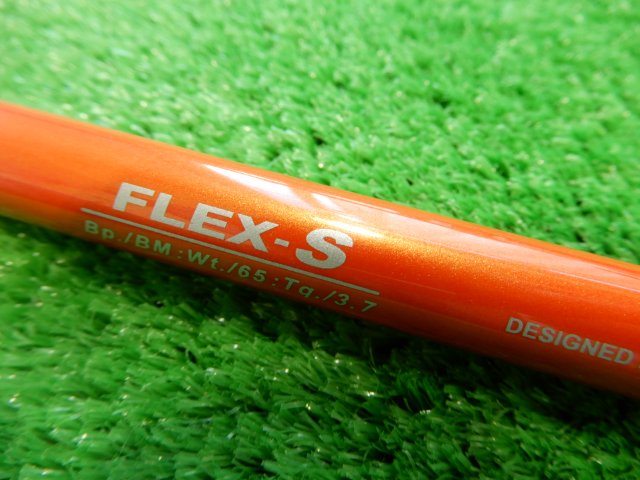 FLEX-S
Bp./BM:Wt./65:Tq./3.7
DESIGNED